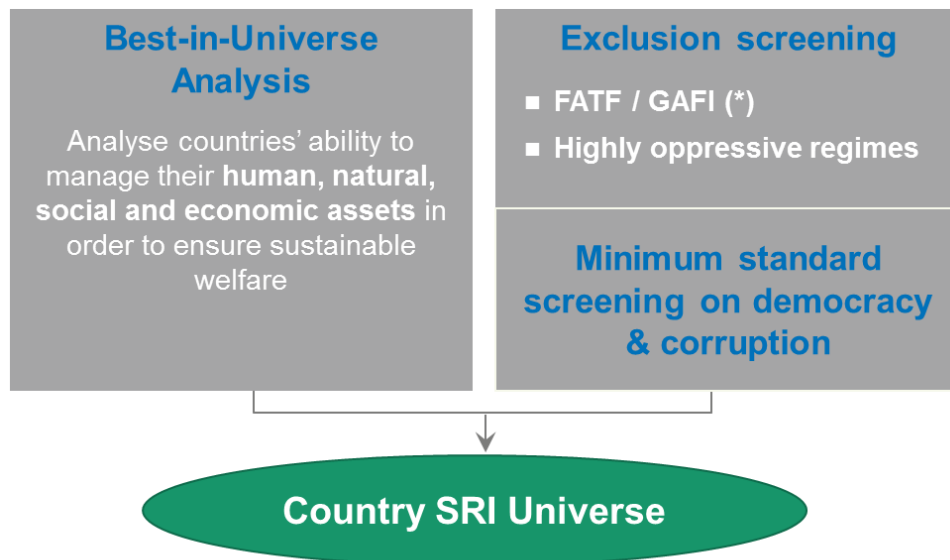 Best-in-Universe
Analysis
Analyse countries’ ability to
manage their human, natural,
social and economic assets in
order to ensure sustainable
welfare
Exclusion screening
■ FATF / GAFI (*)
■ Highly oppressive regimes
Minimum standard
screening on democracy
& corruption
Country SRI Universe